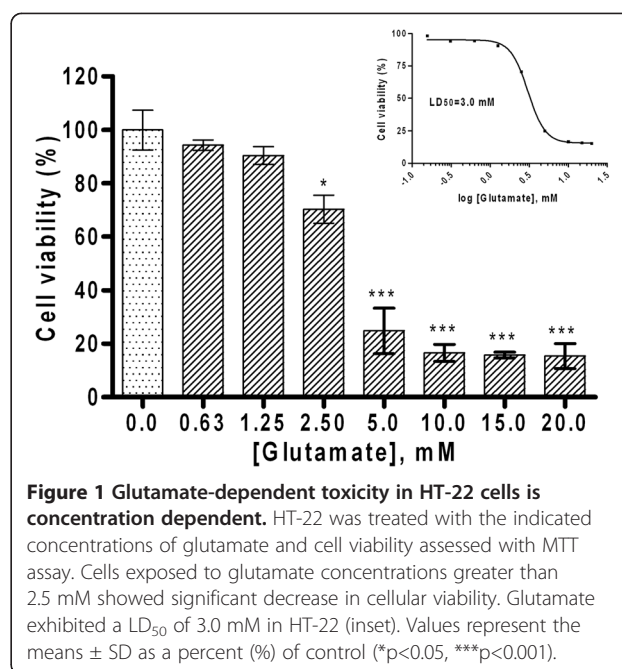 120
100
80
60
40
20
0
Cell viability (%)
*
***
***
***
***
0.0 0.63 1.25 2.50 5.0 10.0 15.0 20.0
[Glutamate], mM
100
75
50
25
0
Cell viability (%)
LD50=3.0 mM
-1.0 -0.5 0.0 0.5 1.0 1.5
log [Glutamate], mM
Figure 1 Glutamate-dependent toxicity in HT-22 cells is
concentration dependent. HT-22 was treated with the indicated
concentrations of glutamate and cell viability assessed with MTT
assay. Cells exposed to glutamate concentrations greater than
2.5 mM showed significant decrease in cellular viability. Glutamate
exhibited a LD50 of 3.0 mM in HT-22 (inset). Values represent the
means ± SD as a percent (%) of control (*p<0.05, ***p<0.001).